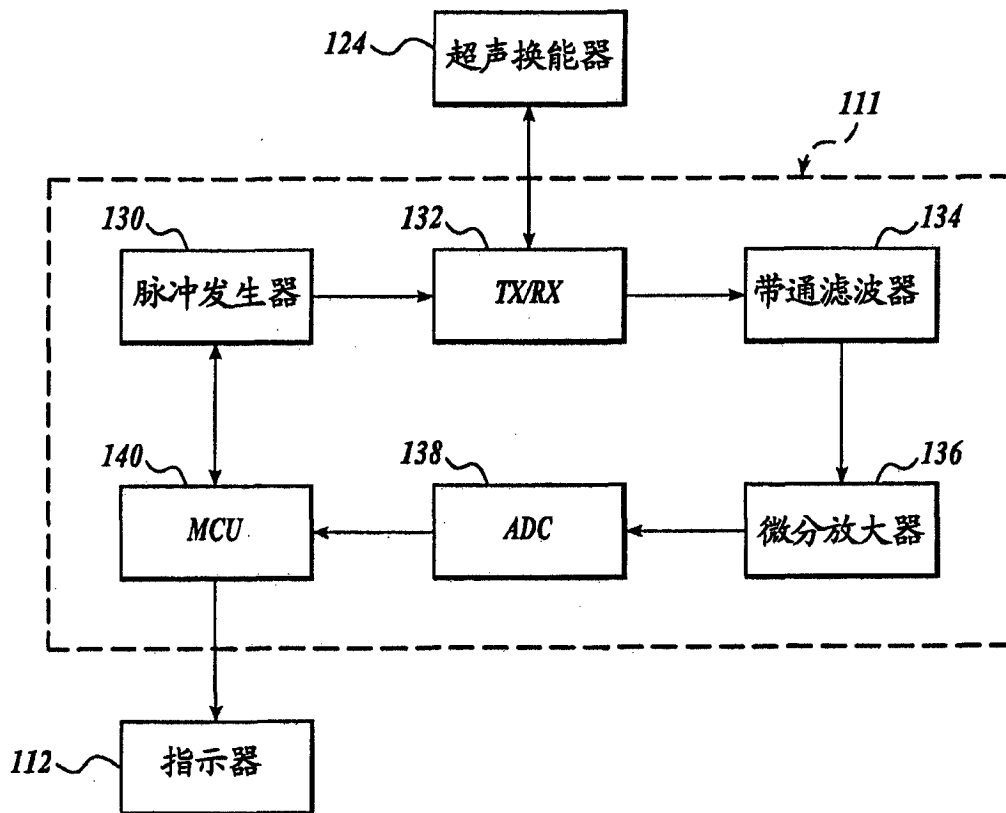 124
超声换能器
111
130
脉冲发生器
132
TX/RX
134
带通滤波器
140
MCU
138
ADC
136
微分放大器
112
指示器